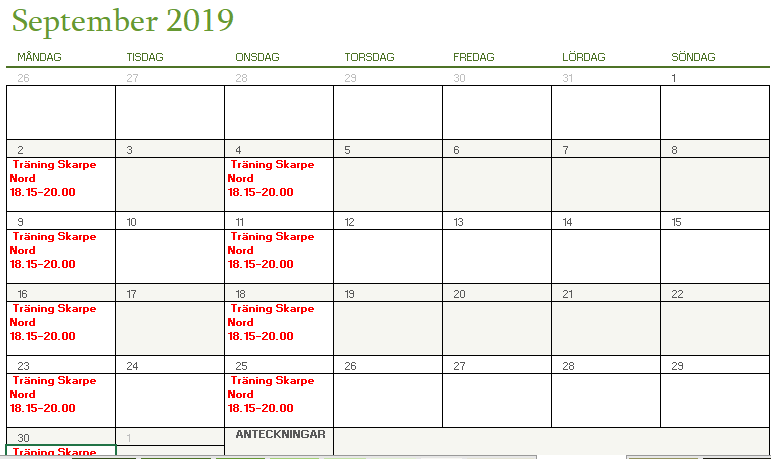 September 2019
MÅNDAG TISDAG ONSDAG TORSDAG FREDAG LÖRDAG SÖNDAG
26 27 28 29 30 31 1
2 3 4 5 6 7 8
Träning Skarpe Träning Skarpe
Nord Nord
18.15-20.00 18.15-20.00
9 10 11 12 13 14 15
Träning Skarpe Träning Skarpe
Nord Nord
18.15-20.00 18.15-20.00
16 17 18 19 20 21 22
Träning Skarpe Träning Skarpe
Nord Nord
18.15-20.00 18.15-20.00
23 24 25 26 27 28 29
Träning Skarpe Träning Skarpe
Nord Nord
18.15-20.00 18.15-20.00
30 1 ANTECKNINGAR
Träning Skarpe